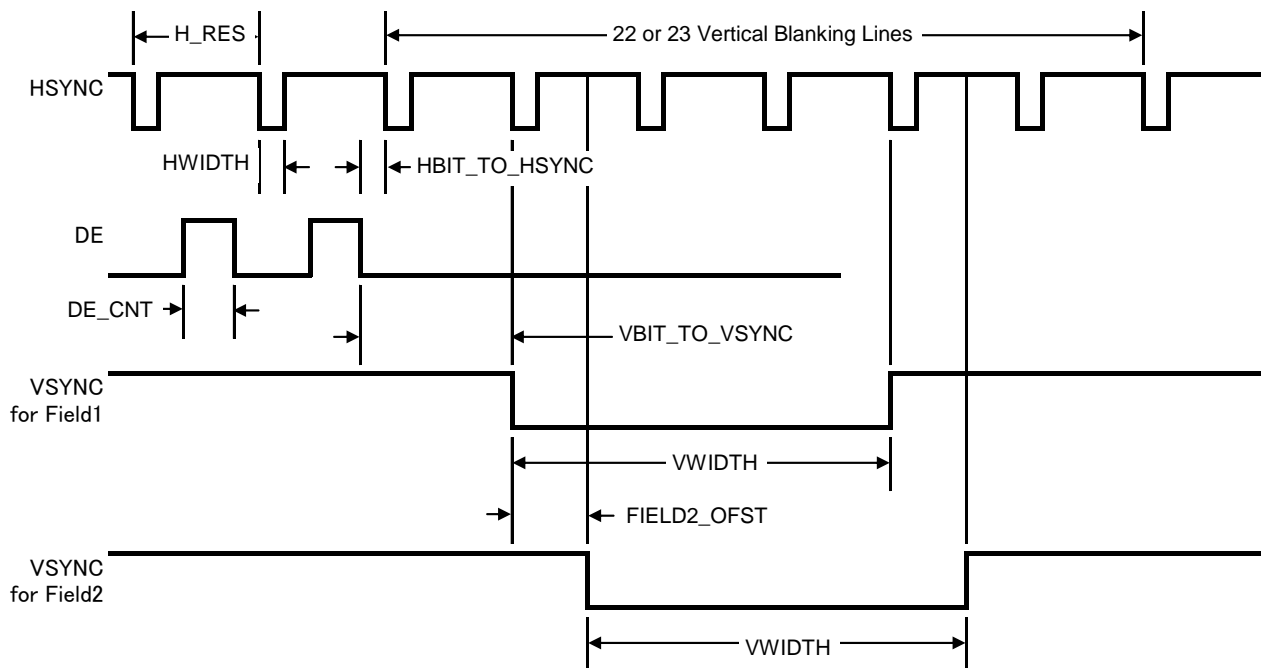 H_RES
22 or 23 Vertical Blanking Lines
HSYNC
HWIDTH
HBIT_TO_HSYNC
DE
DE_CNT
VBIT_TO_VSYNC
VSYNC
for Field1
VWIDTH
FIELD2_OFST
VSYNC
for Field2
VWIDTH